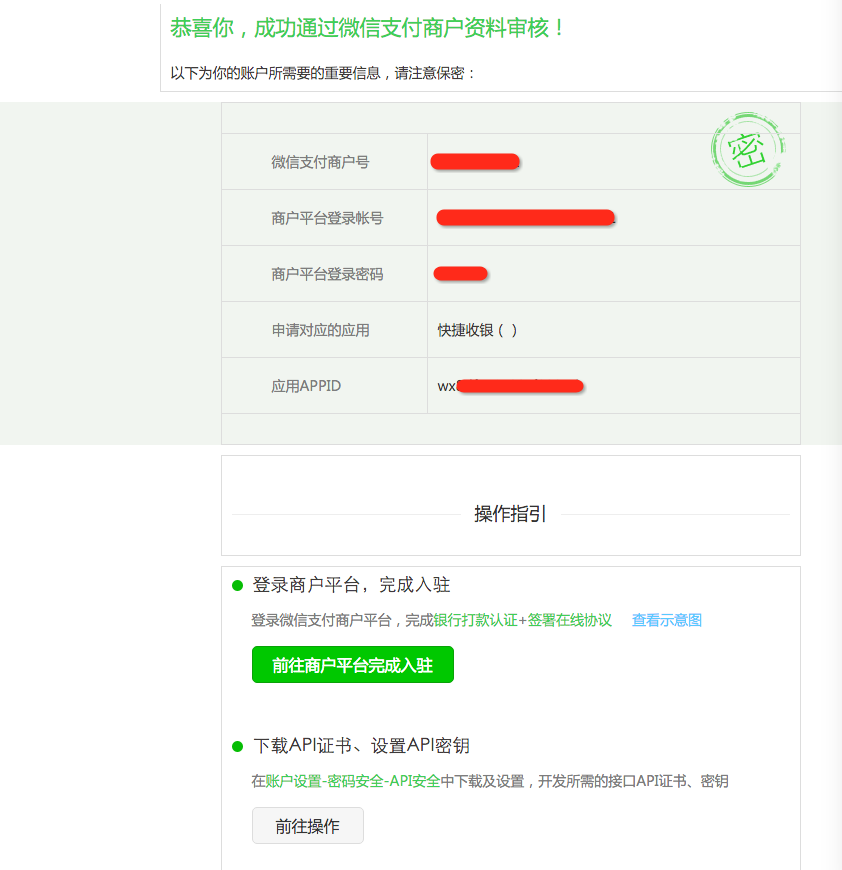 恭喜你，成功通过微信支付商户资料审核！
以下为你的账户所需要的重要信息，请注意保密：
密
微信支付商户号
商户平台登录帐号
商户平台登录密码
申请对应的应用 快捷收银（ ）
应用APPID wx
操作指引
登录商户平台，完成入驻
登录微信支付商户平台，完成银行打款认证+签署在线协议 查看示意图
前往商户平台完成入驻
下载API证书、设置API密钥
在账户设置-密码安全-API安全中下载及设置，开发所需的接口API证书、密钥
前往操作